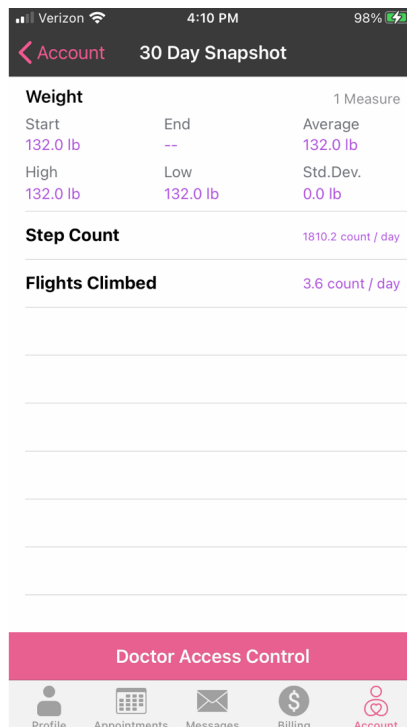 Verizon 4:10 PM 98%
Account 30 Day Snapshot
Weight 1 Measure
Start End Average
132.0 lb -- 132.0 lb
High Low Std.Dev.
132.0 lb 132.0 lb 0.0 lb
Step Count 1810.2 count / day
Flights Climbed 3.6 count / day
Doctor Access Control
Profile Appointments Messages Billing Account